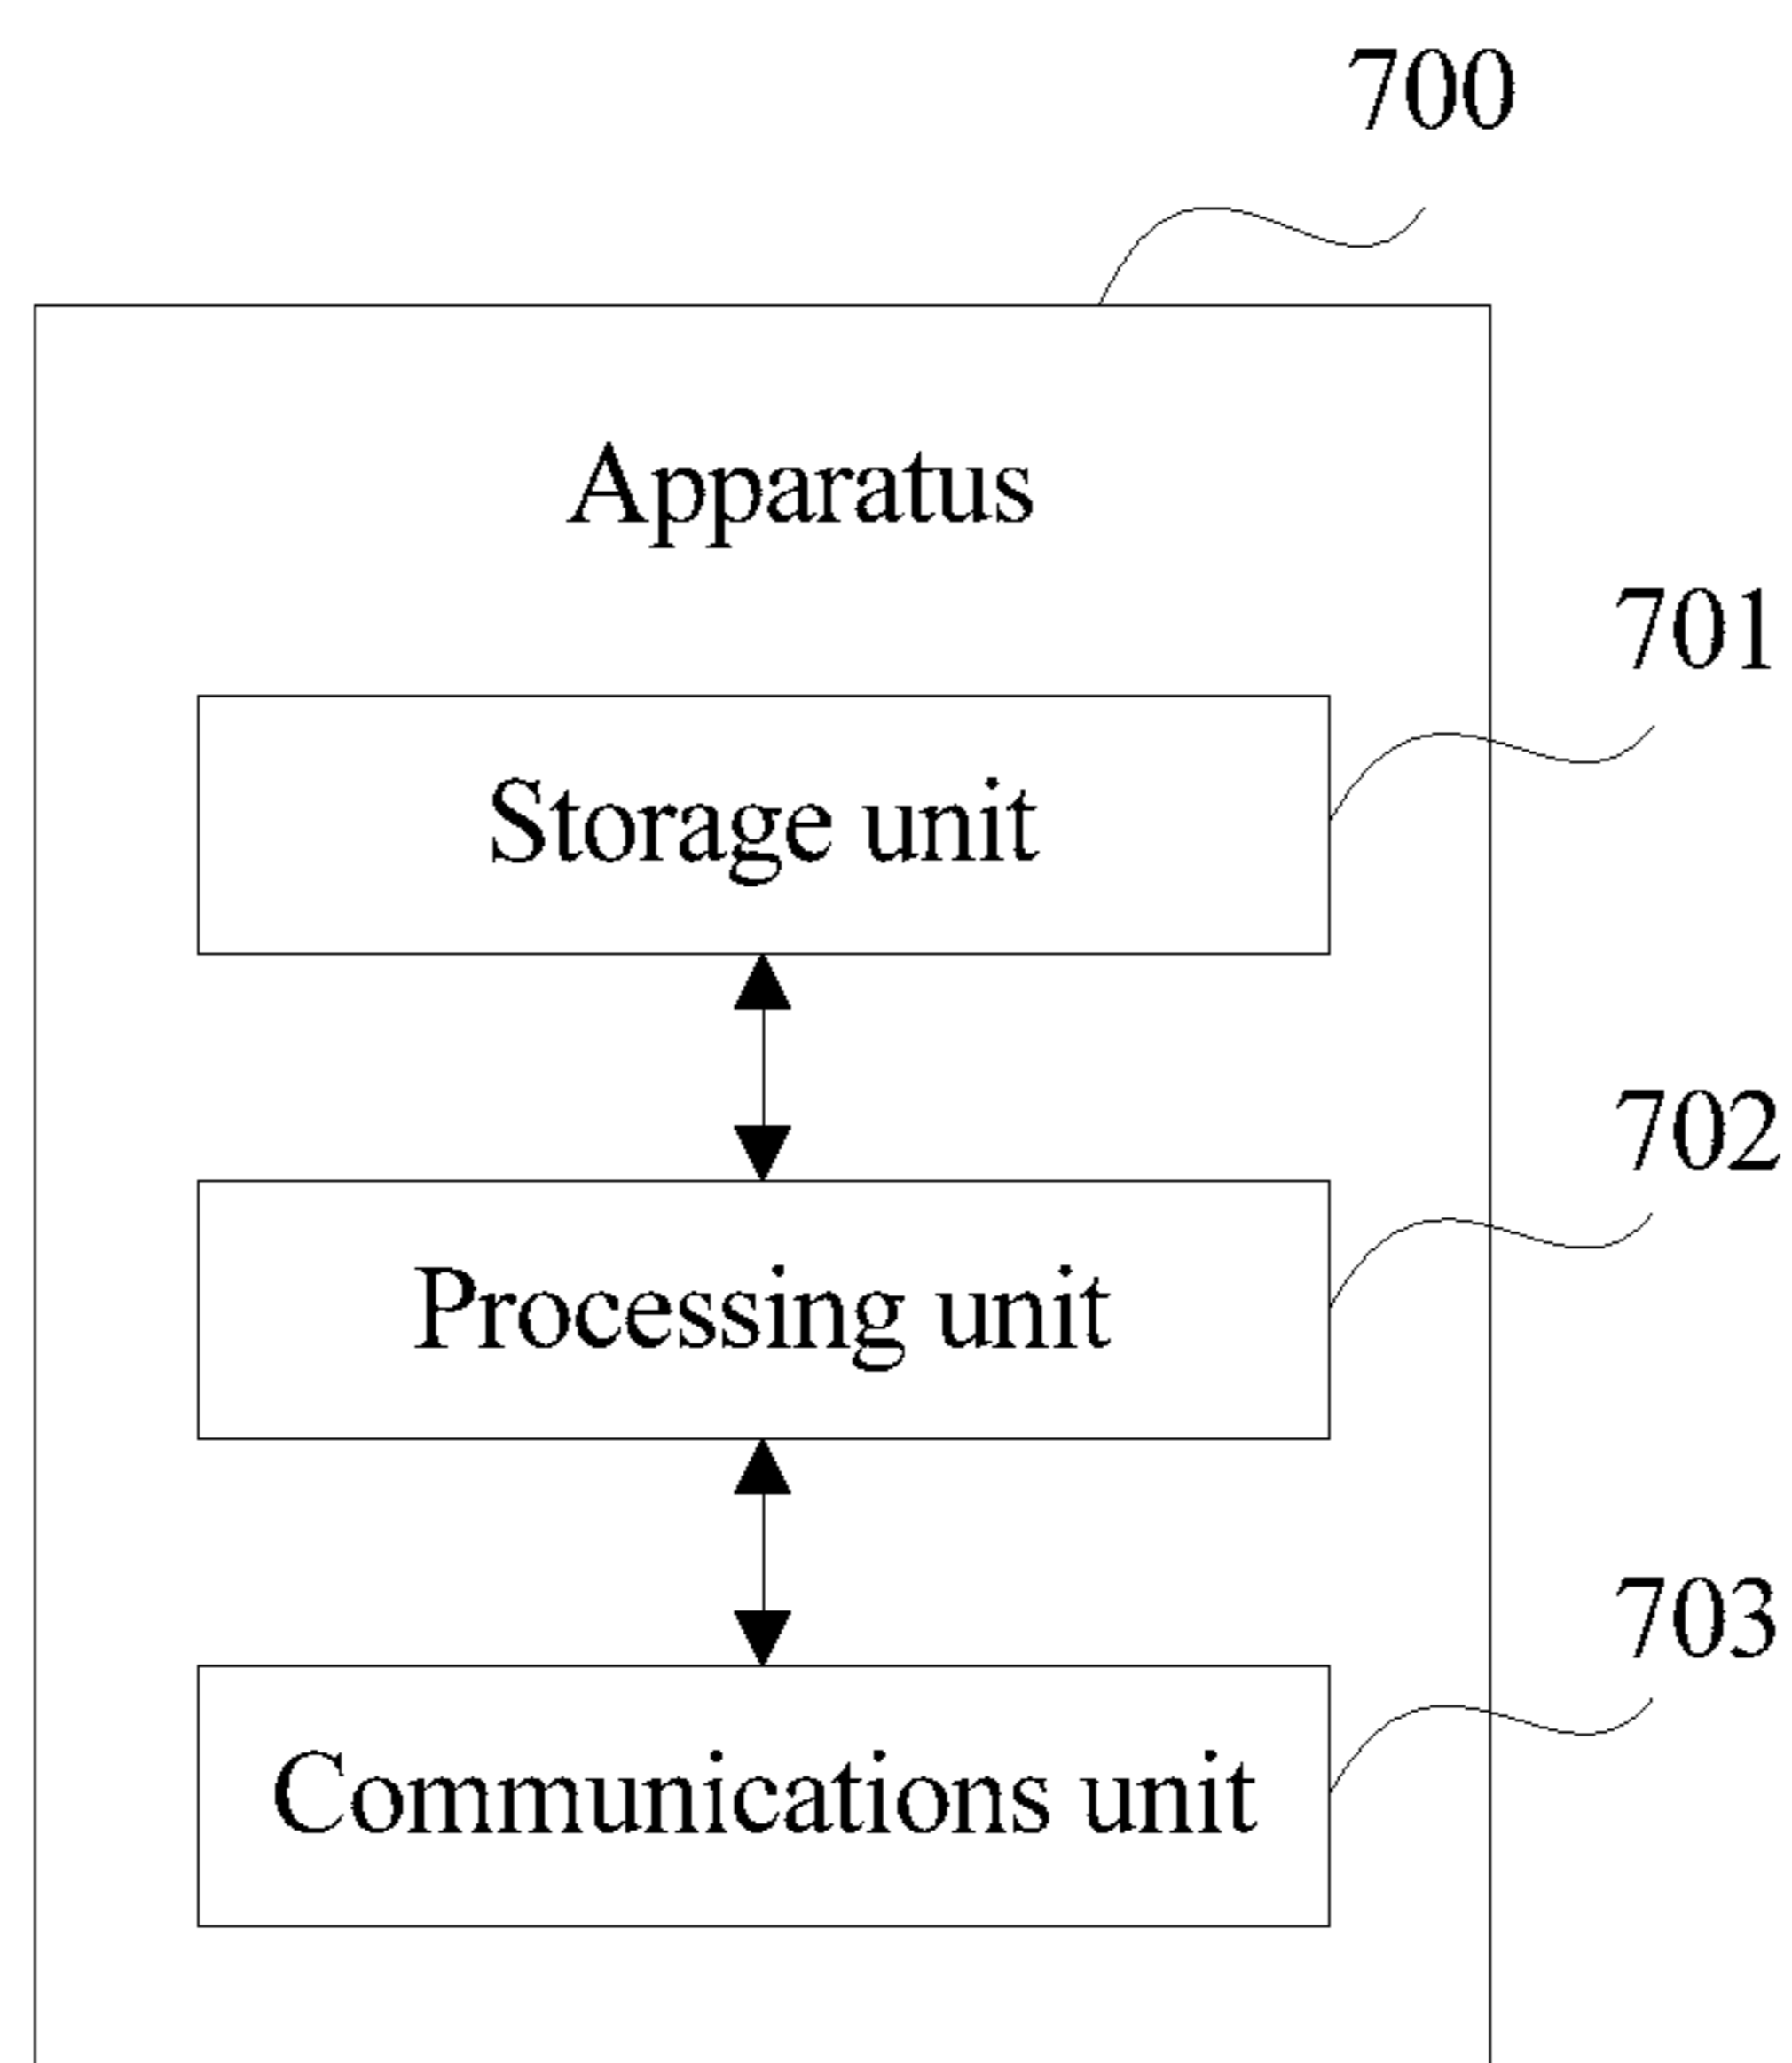 700
Apparatus
701
Storage unit
702
Processing unit
703
Communications unit